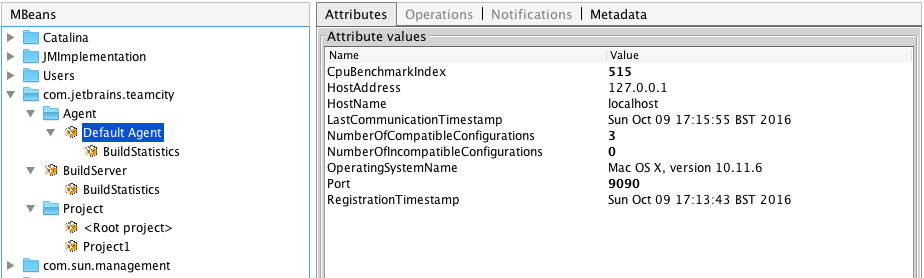 MBeans
Catalina
JMImplementation
Users
com.jetbrains.teamcity
Agent
Default Agent
BuildStatistics
BuildServer
BuildStatistics
Project
<Root project>
Project1
com.sun.management
Attributes Operations Notifications Metadata
Attribute values
Name Value
CpuBenchmarkIndex 515
HostAddress 127.0.0.1
HostName localhost
LastCommunicationTimestamp Sun Oct 09 17:15:55 BST 2016
NumberOfCompatibleConfigurations 3
NumberOfIncompatibleConfigurations 0
OperatingSystemName Mac OS X, version 10.11.6
Port 9090
RegistrationTimestamp Sun Oct 09 17:13:43 BST 2016